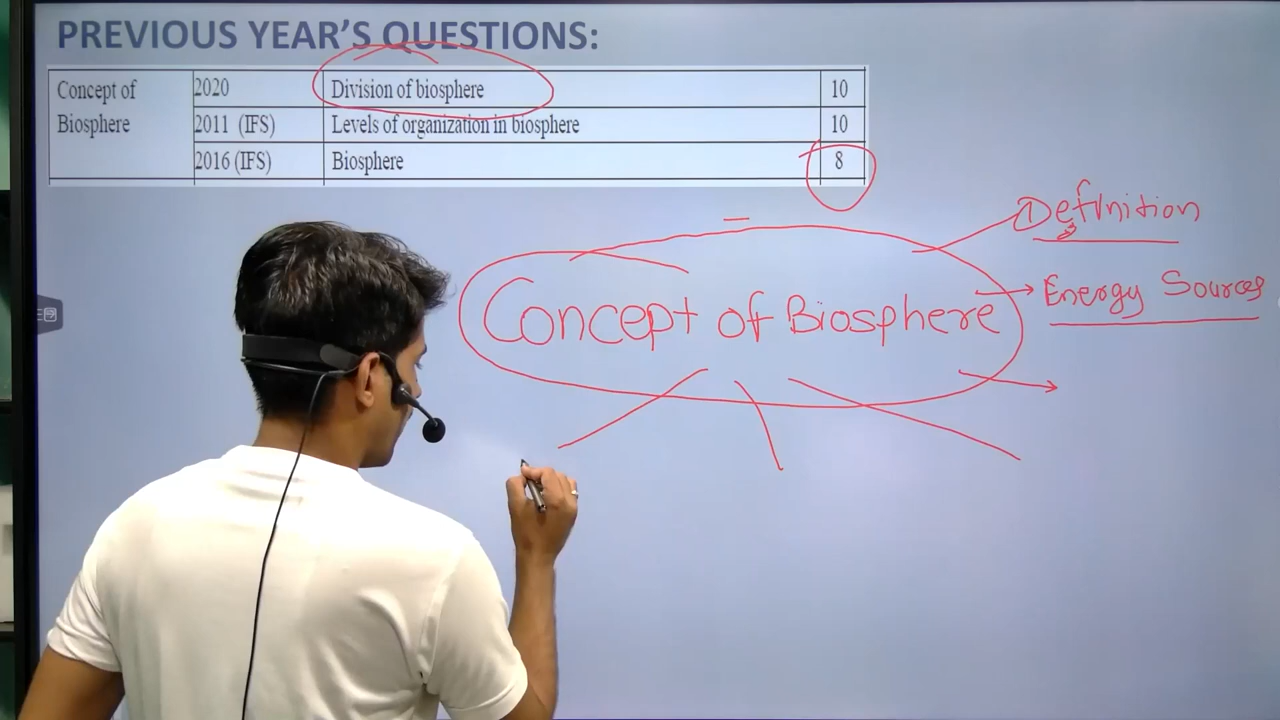 PREVIOUS YEAR'S QUESTIONS:
Concept of Biosphere
2020 Division of biosphere 10
2011 (IFS) Levels of organization in biosphere 10
2016 (IFS) Biosphere 8
① Definition
Concept of Biosphere
Energy Sources